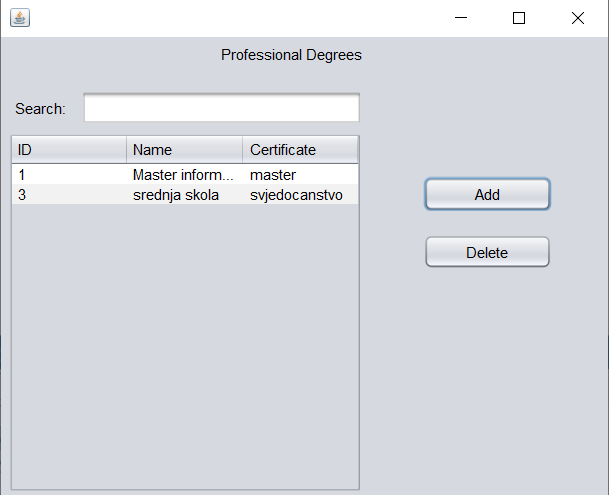 Professional Degrees
Search:
ID Name Certificate
1 Master inform... master
3 srednja skola svjedocanstvo
Add
Delete